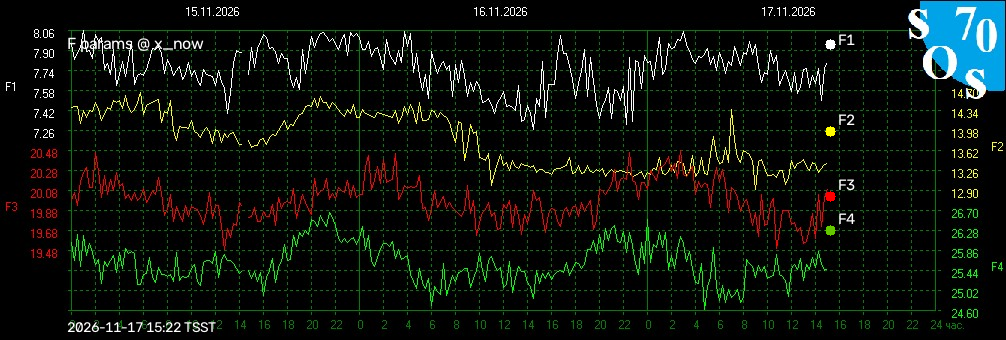 15.11.2026 16.11.2026 17.11.2026
SOS 70
F params @ x_now
8.06
7.90
7.74
7.58
7.42
7.26
F1
20.48
20.28
20.08
19.88
19.68
19.48
F3
F1
F2
F3
F4
14.70
14.34
13.98
13.62
13.26
12.90
F2
26.70
26.28
25.86
25.44
25.02
24.60
F4
2026-11-17 15:22 TSST
12 14 16 18 20 22 0 2 4 6 8 10 12 14 16 18 20 22 0 2 4 6 8 10 12 14 16 18 20 22 24 час.